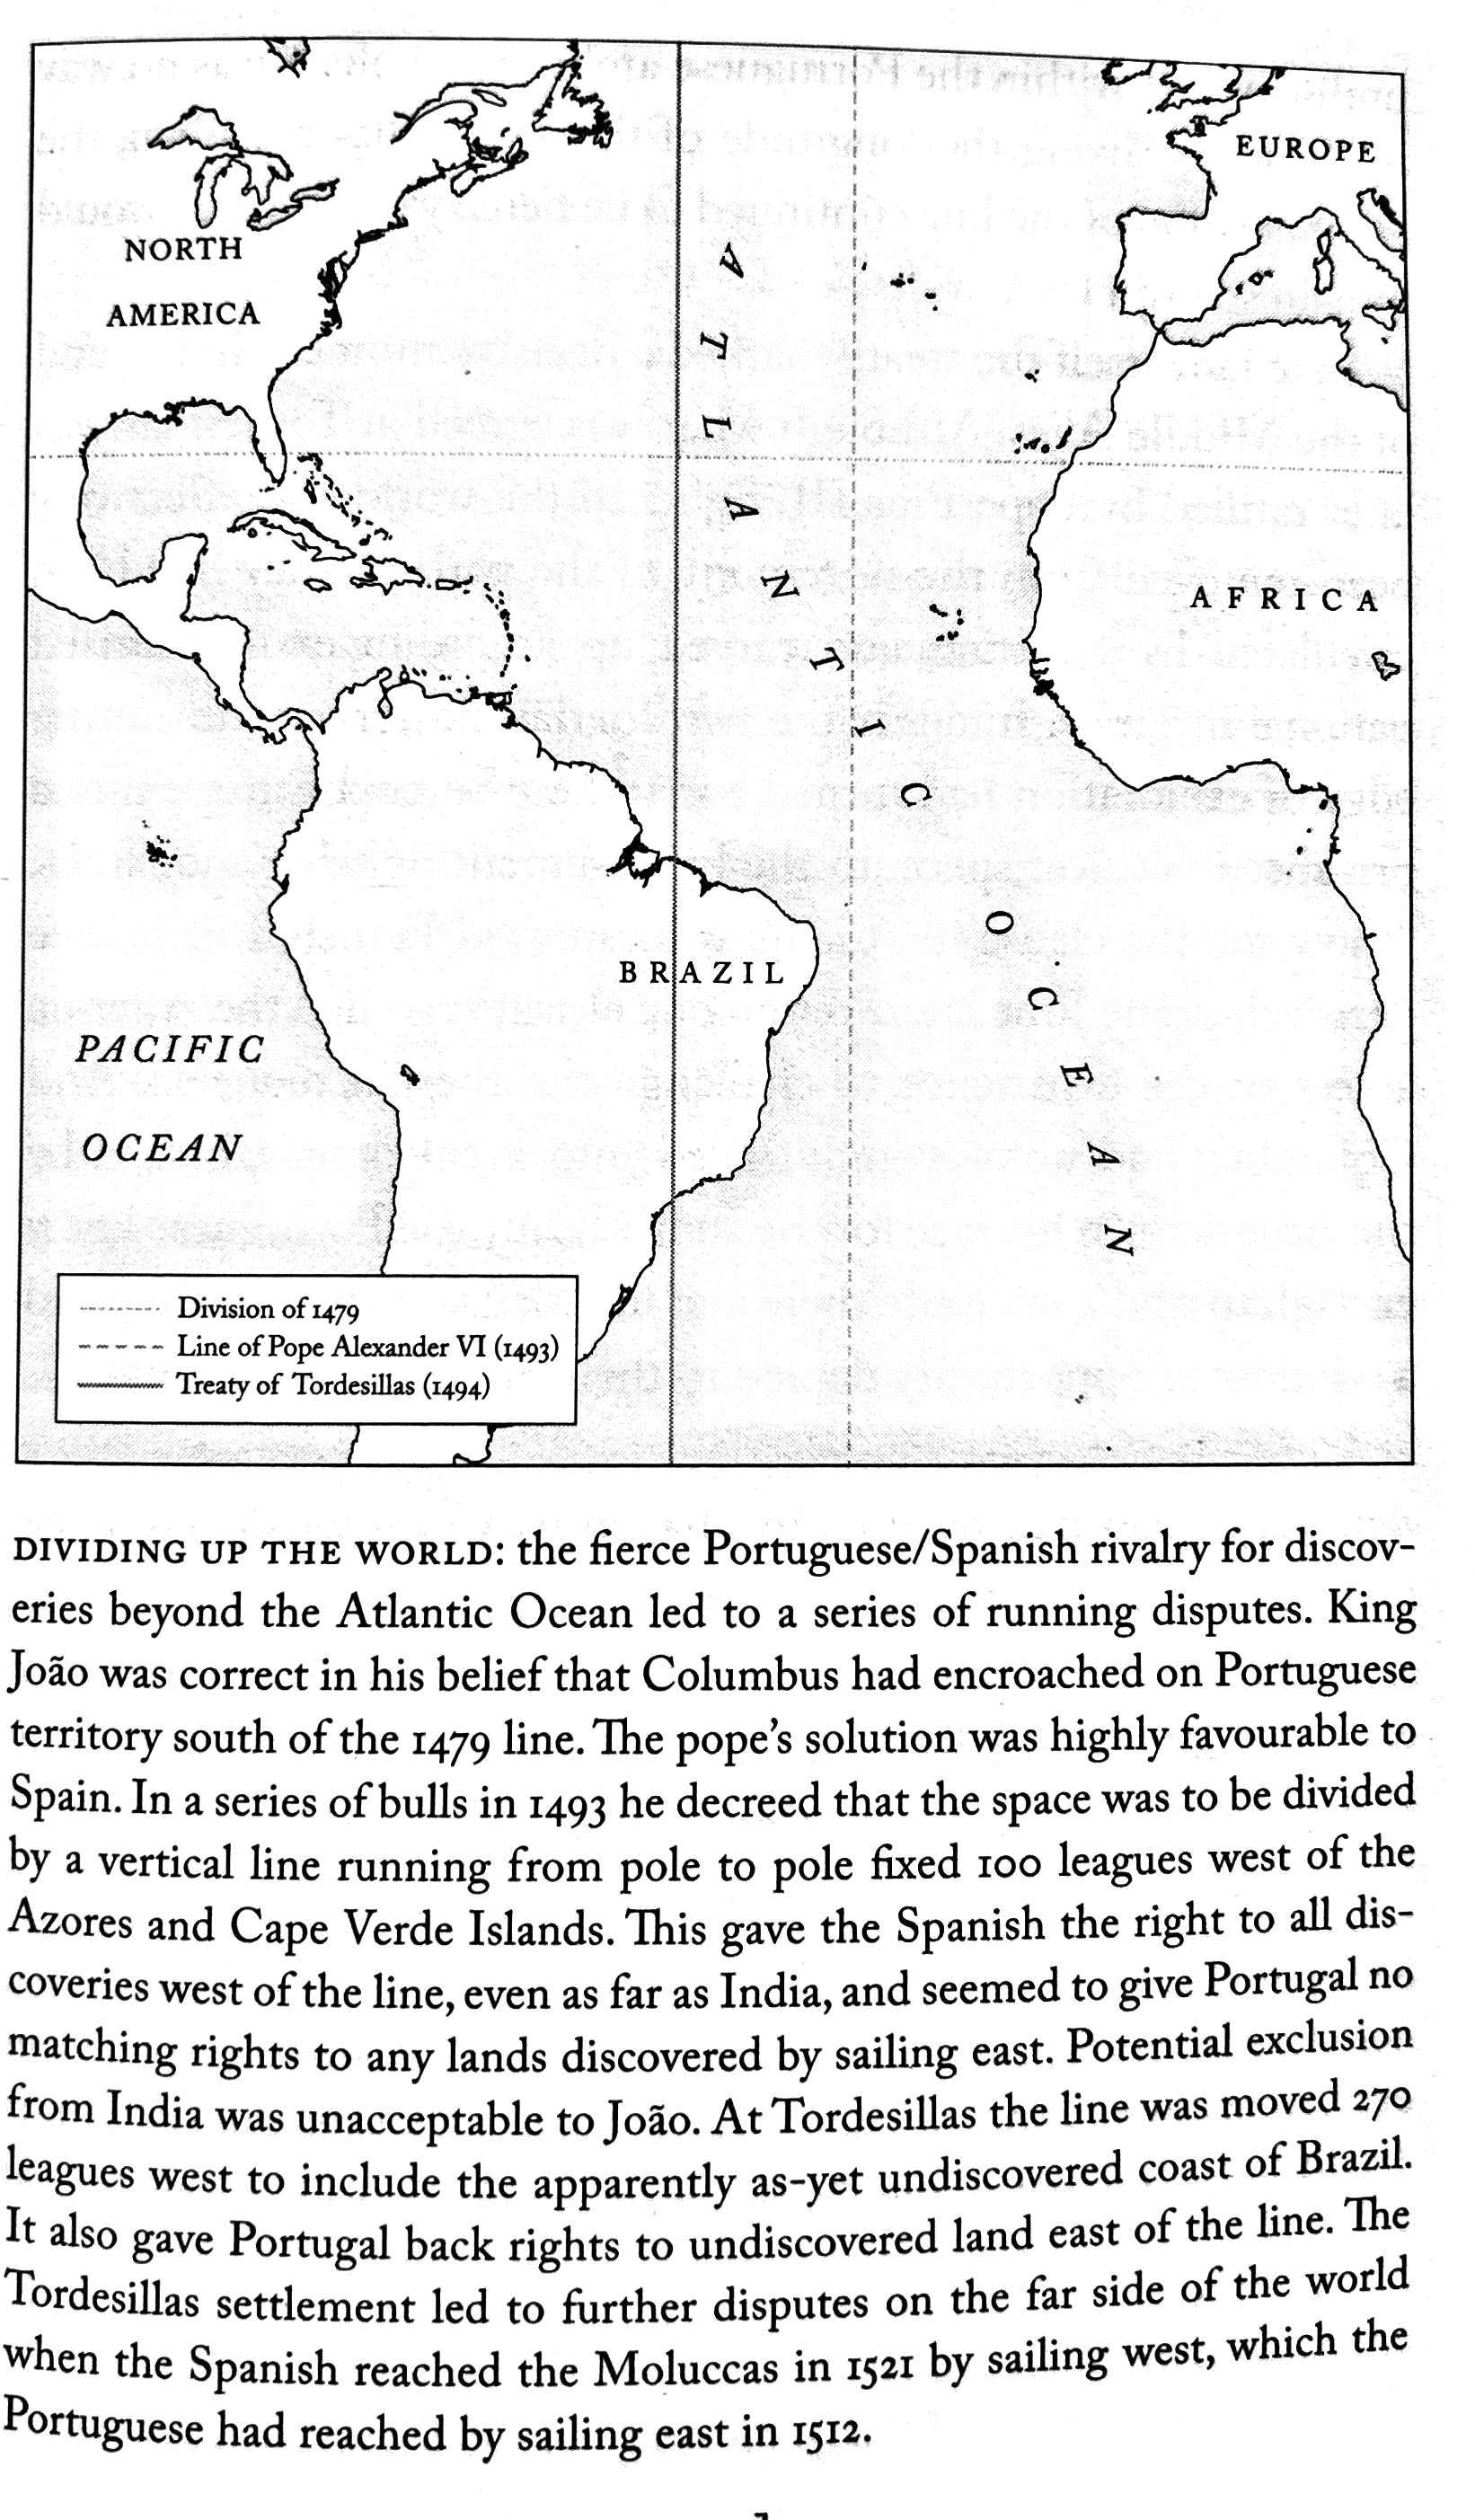 EUROPE
NORTH
AMERICA
ATLANTIC
OCEAN
AFRICA
BRAZIL
PACIFIC
OCEAN
Division of 1479
Line of Pope Alexander VI (1493)
Treaty of Tordesillas (1494)
DIVIDING UP THE WORLD: the fierce Portuguese/Spanish rivalry for discov-
eries beyond the Atlantic Ocean led to a series of running disputes. King
João was correct in his belief that Columbus had encroached on Portuguese
territory south of the 1479 line. The pope's solution was highly favourable to
Spain. In a series of bulls in 1493 he decreed that the space was to be divided
by a vertical line running from pole to pole fixed 100 leagues west of the
Azores and Cape Verde Islands. This gave the Spanish the right to all dis-
coveries west of the line, even as far as India, and seemed to give Portugal no
matching rights to any lands discovered by sailing east. Potential exclusion
from India was unacceptable to João. At Tordesillas the line was moved 270
leagues west to include the apparently as-yet undiscovered coast of Brazil.
It also gave Portugal back rights to undiscovered land east of the line. The
Tordesillas settlement led to further disputes on the far side of the world
when the Spanish reached the Moluccas in 1521 by sailing west, which the
Portuguese had reached by sailing east in 1512.